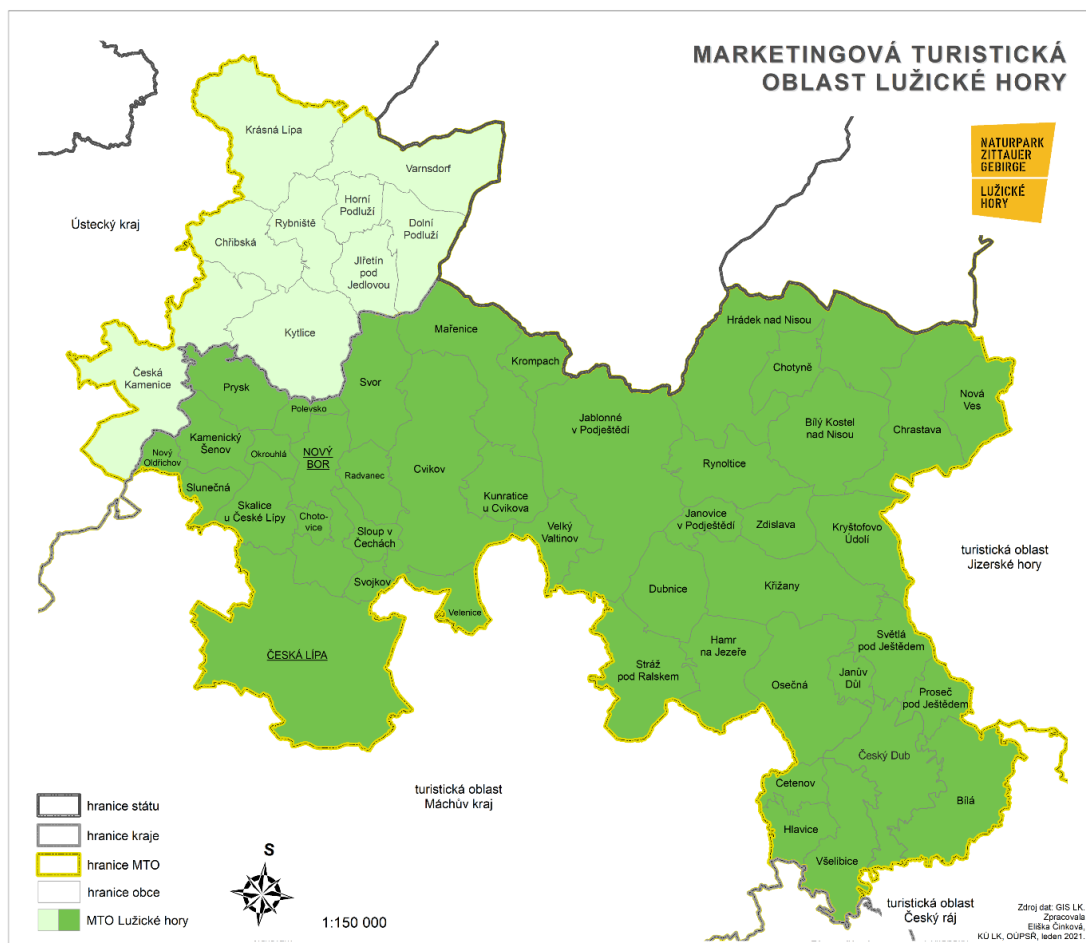 MARKETINGOVÁ TURISTICKÁ
OBLAST LUŽICKÉ HORY
NATURPARK
ZITTAUER
GEBIRGE
LUŽICKÉ
HORY
Krásná Lípa
Varnsdorf
Ústecký kraj
Rybniště
Horní
Podluží
Dolní
Podluží
Chřibská
Jlřetín
pod
Jedlovou
Kytlice
Česká
Kamenice
Mařenice
Krompach
Svor
Hrádek nad Nisou
Chotyně
Nová
Ves
Prysk
Polevsko
Jablonné
v Podještědí
Bílý Kostel
nad Nisou
Chrastava
Kamenický
Šenov
Okrouhlá
NOVÝ
BOR
Nový
Oldřichov
Radvanec
Cvikov
Rynoltice
Slunečná
Skalice
u České Lípy
Choto-
vice
Sloup v
Čechách
Kunratice
u Cvikova
Velký
Valtinov
Janovice
v Podještědí
Zdislava
Kryštofovo
Údolí
turistická oblast
Jizerské hory
Svojkov
Velenice
Dubnice
Křižany
ČESKÁ LÍPA
Stráž
pod Ralskem
Hamr
na Jezeře
Osečná
Světlá
pod Ještědem
Janův
Důl
Proseč
pod Ještědem
Český Dub
turistická oblast
Máchův kraj
Cetenov
Bílá
Hlavice
Všelibice
hranice státu
hranice kraje
hranice MTO
hranice obce
MTO Lužické hory
S
1:150 000
turistická oblast
Český ráj
Zdroj dat: GIS LK.
Zpracovala
Eliška Činková,
KÚ LK, OÚPSŘ, leden 2021.